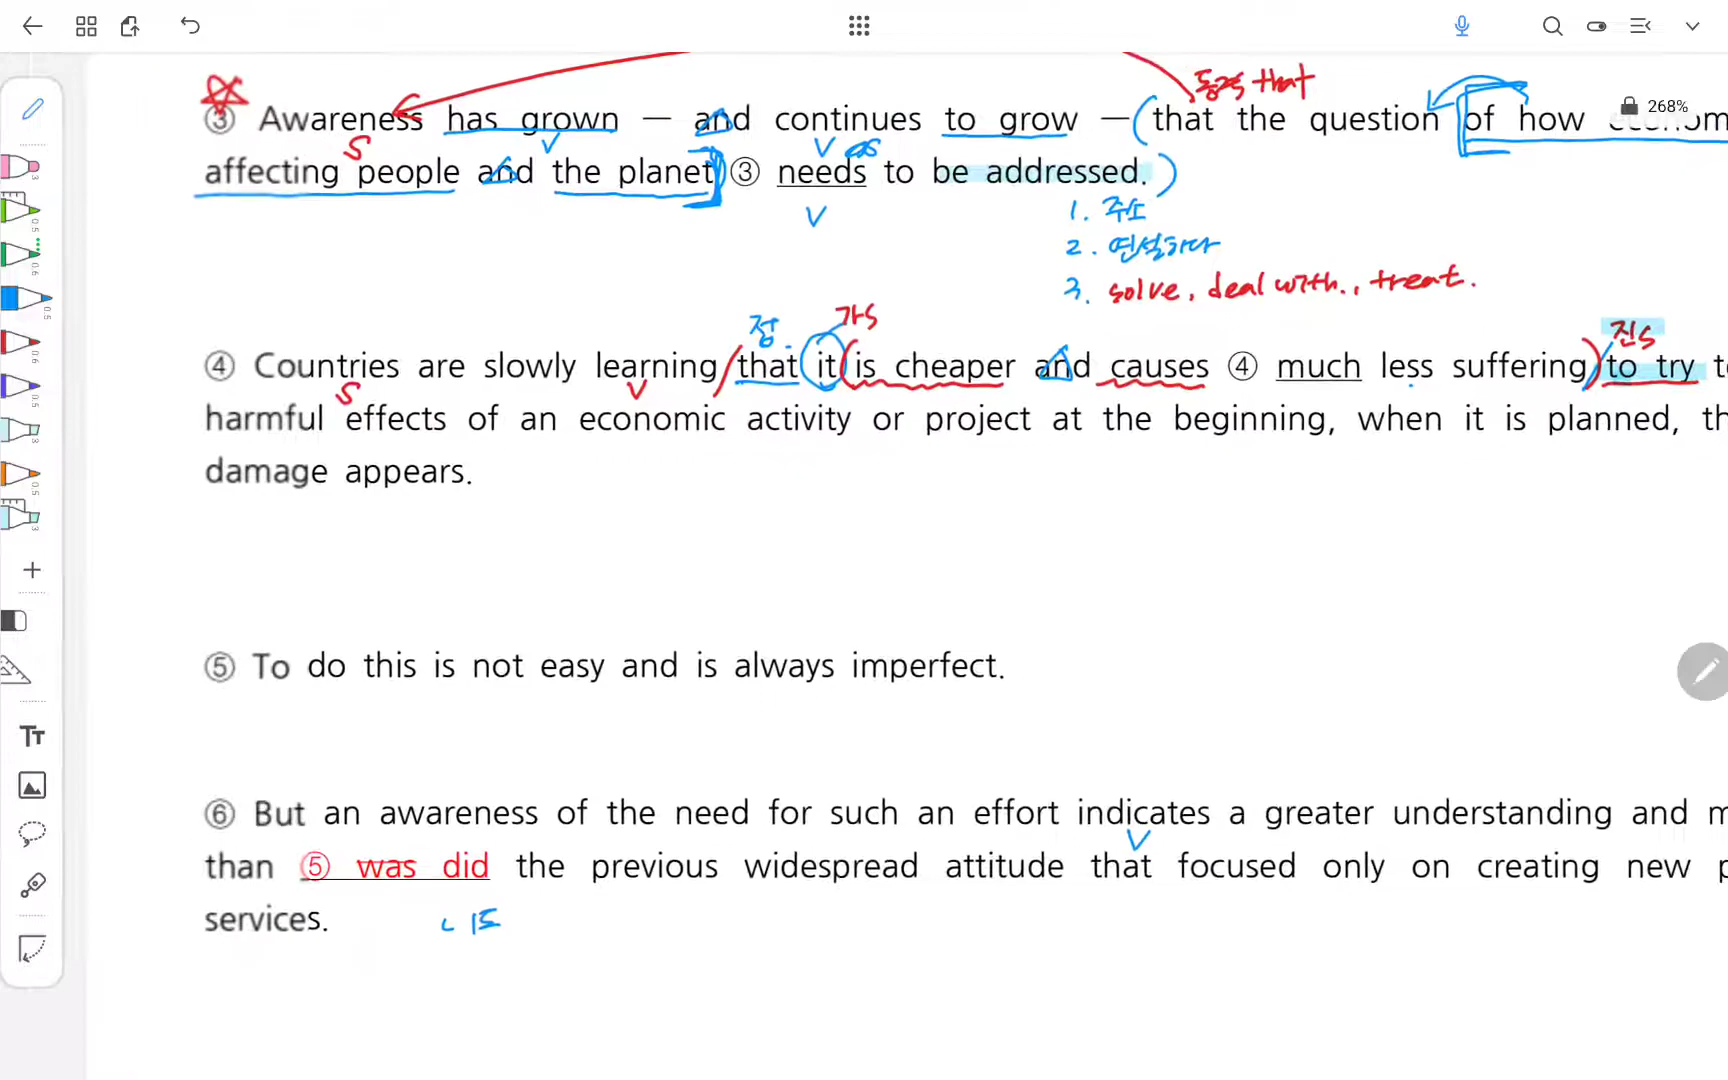 268%
동격 that
③ Awareness has grown — and continues to grow — (that the question of how econom
S V V
affecting people and the planet ③ needs to be addressed.)
V
1. 주소
2. 연설하다
3. solve, deal with., treat.
접 가S 진S
④ Countries are slowly learning that it is cheaper and causes ④ much less suffering to try t
S V
harmful effects of an economic activity or project at the beginning, when it is planned, th
damage appears.
⑤ To do this is not easy and is always imperfect.
⑥ But an awareness of the need for such an effort indicates a greater understanding and m
V
than ⑤ was did the previous widespread attitude that focused only on creating new p
services.
Tт